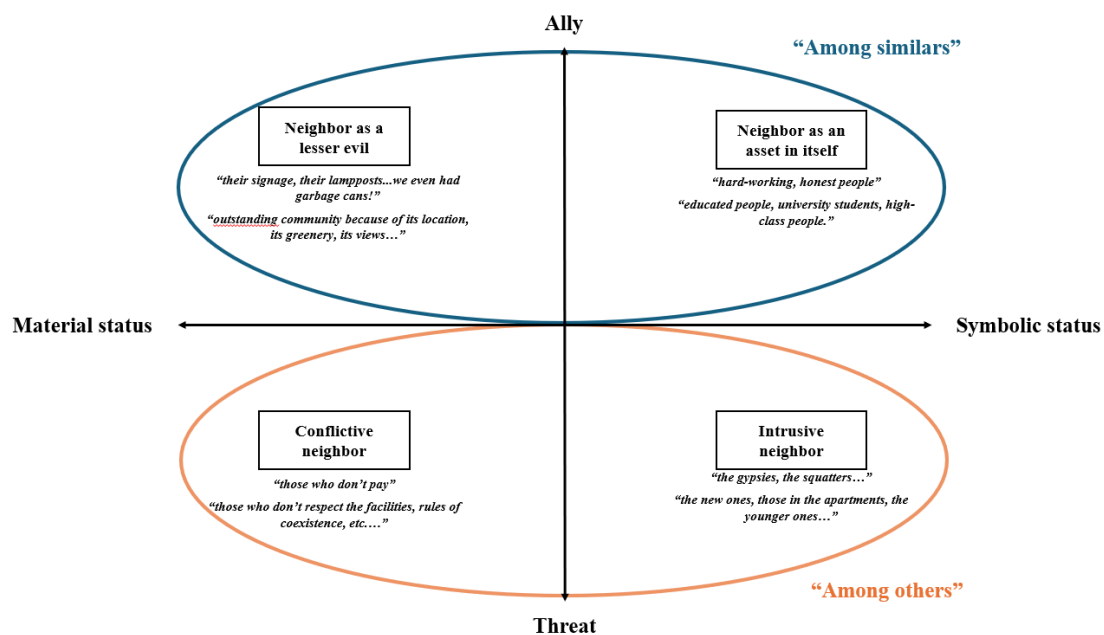 Ally
“Among similars”
Neighbor as a
lesser evil
“their signage, their lampposts...we even had
garbage cans!”
“outstanding community because of its location,
its greenery, its views…”
Neighbor as an
asset in itself
“hard-working, honest people”
“educated people, university students, high-
class people.”
Material status
Symbolic status
Conflictive
neighbor
“those who don’t pay”
“those who don’t respect the facilities, rules of
coexistence, etc.…”
Intrusive
neighbor
“the gypsies, the squatters…”
“the new ones, those in the apartments, the
younger ones…”
“Among others”
Threat